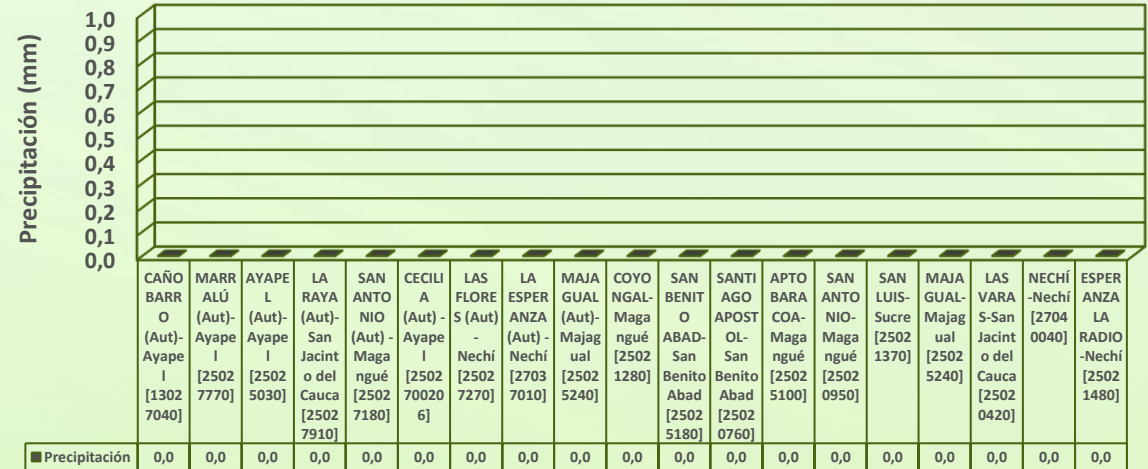 Precipitación (mm)
1,0
0,9
0,8
0,7
0,6
0,5
0,4
0,3
0,2
0,1
0,0
CAÑO
BARR
O
(Aut)-
Ayape
l
[1302
7040]
MARR
ALÚ
(Aut)-
Ayape
l
[2502
7770]
AYAPE
L
(Aut)-
Ayape
l
[2502
5030]
LA
RAYA
(Aut)-
San
Jacint
o del
Cauca
[2502
7910]
SAN
ANTO
NIO
(Aut) -
Maga
ngué
[2502
7180]
CECILI
A
(Aut) -
Ayape
l
[2502
70020
6]
LAS
FLORE
S (Aut)
-
Nechí
[2502
7270]
LA
ESPER
ANZA
(Aut) -
Nechí
[2703
7010]
MAJA
GUAL
(Aut)-
Majag
ual
[2502
5240]
COYO
NGAL-
Maga
ngué
[2502
1280]
SAN
BENIT
O
ABAD-
San
Benito
Abad
[2502
5180]
SANTI
AGO
APOST
OL-
San
Benito
Abad
[2502
0760]
APTO
BARA
COA-
Maga
ngué
[2502
5100]
SAN
ANTO
NIO-
Maga
ngué
[2502
0950]
SAN
LUIS-
Sucre
[2502
1370]
MAJA
GUAL-
Majag
ual
[2502
5240]
LAS
VARA
S-San
Jacint
o del
Cauca
[2502
0420]
NECHÍ
-Nechí
[2704
0040]
ESPER
ANZA
LA
RADIO
-Nechí
[2502
1480]
Precipitación 0,0 0,0 0,0 0,0 0,0 0,0 0,0 0,0 0,0 0,0 0,0 0,0 0,0 0,0 0,0 0,0 0,0 0,0 0,0